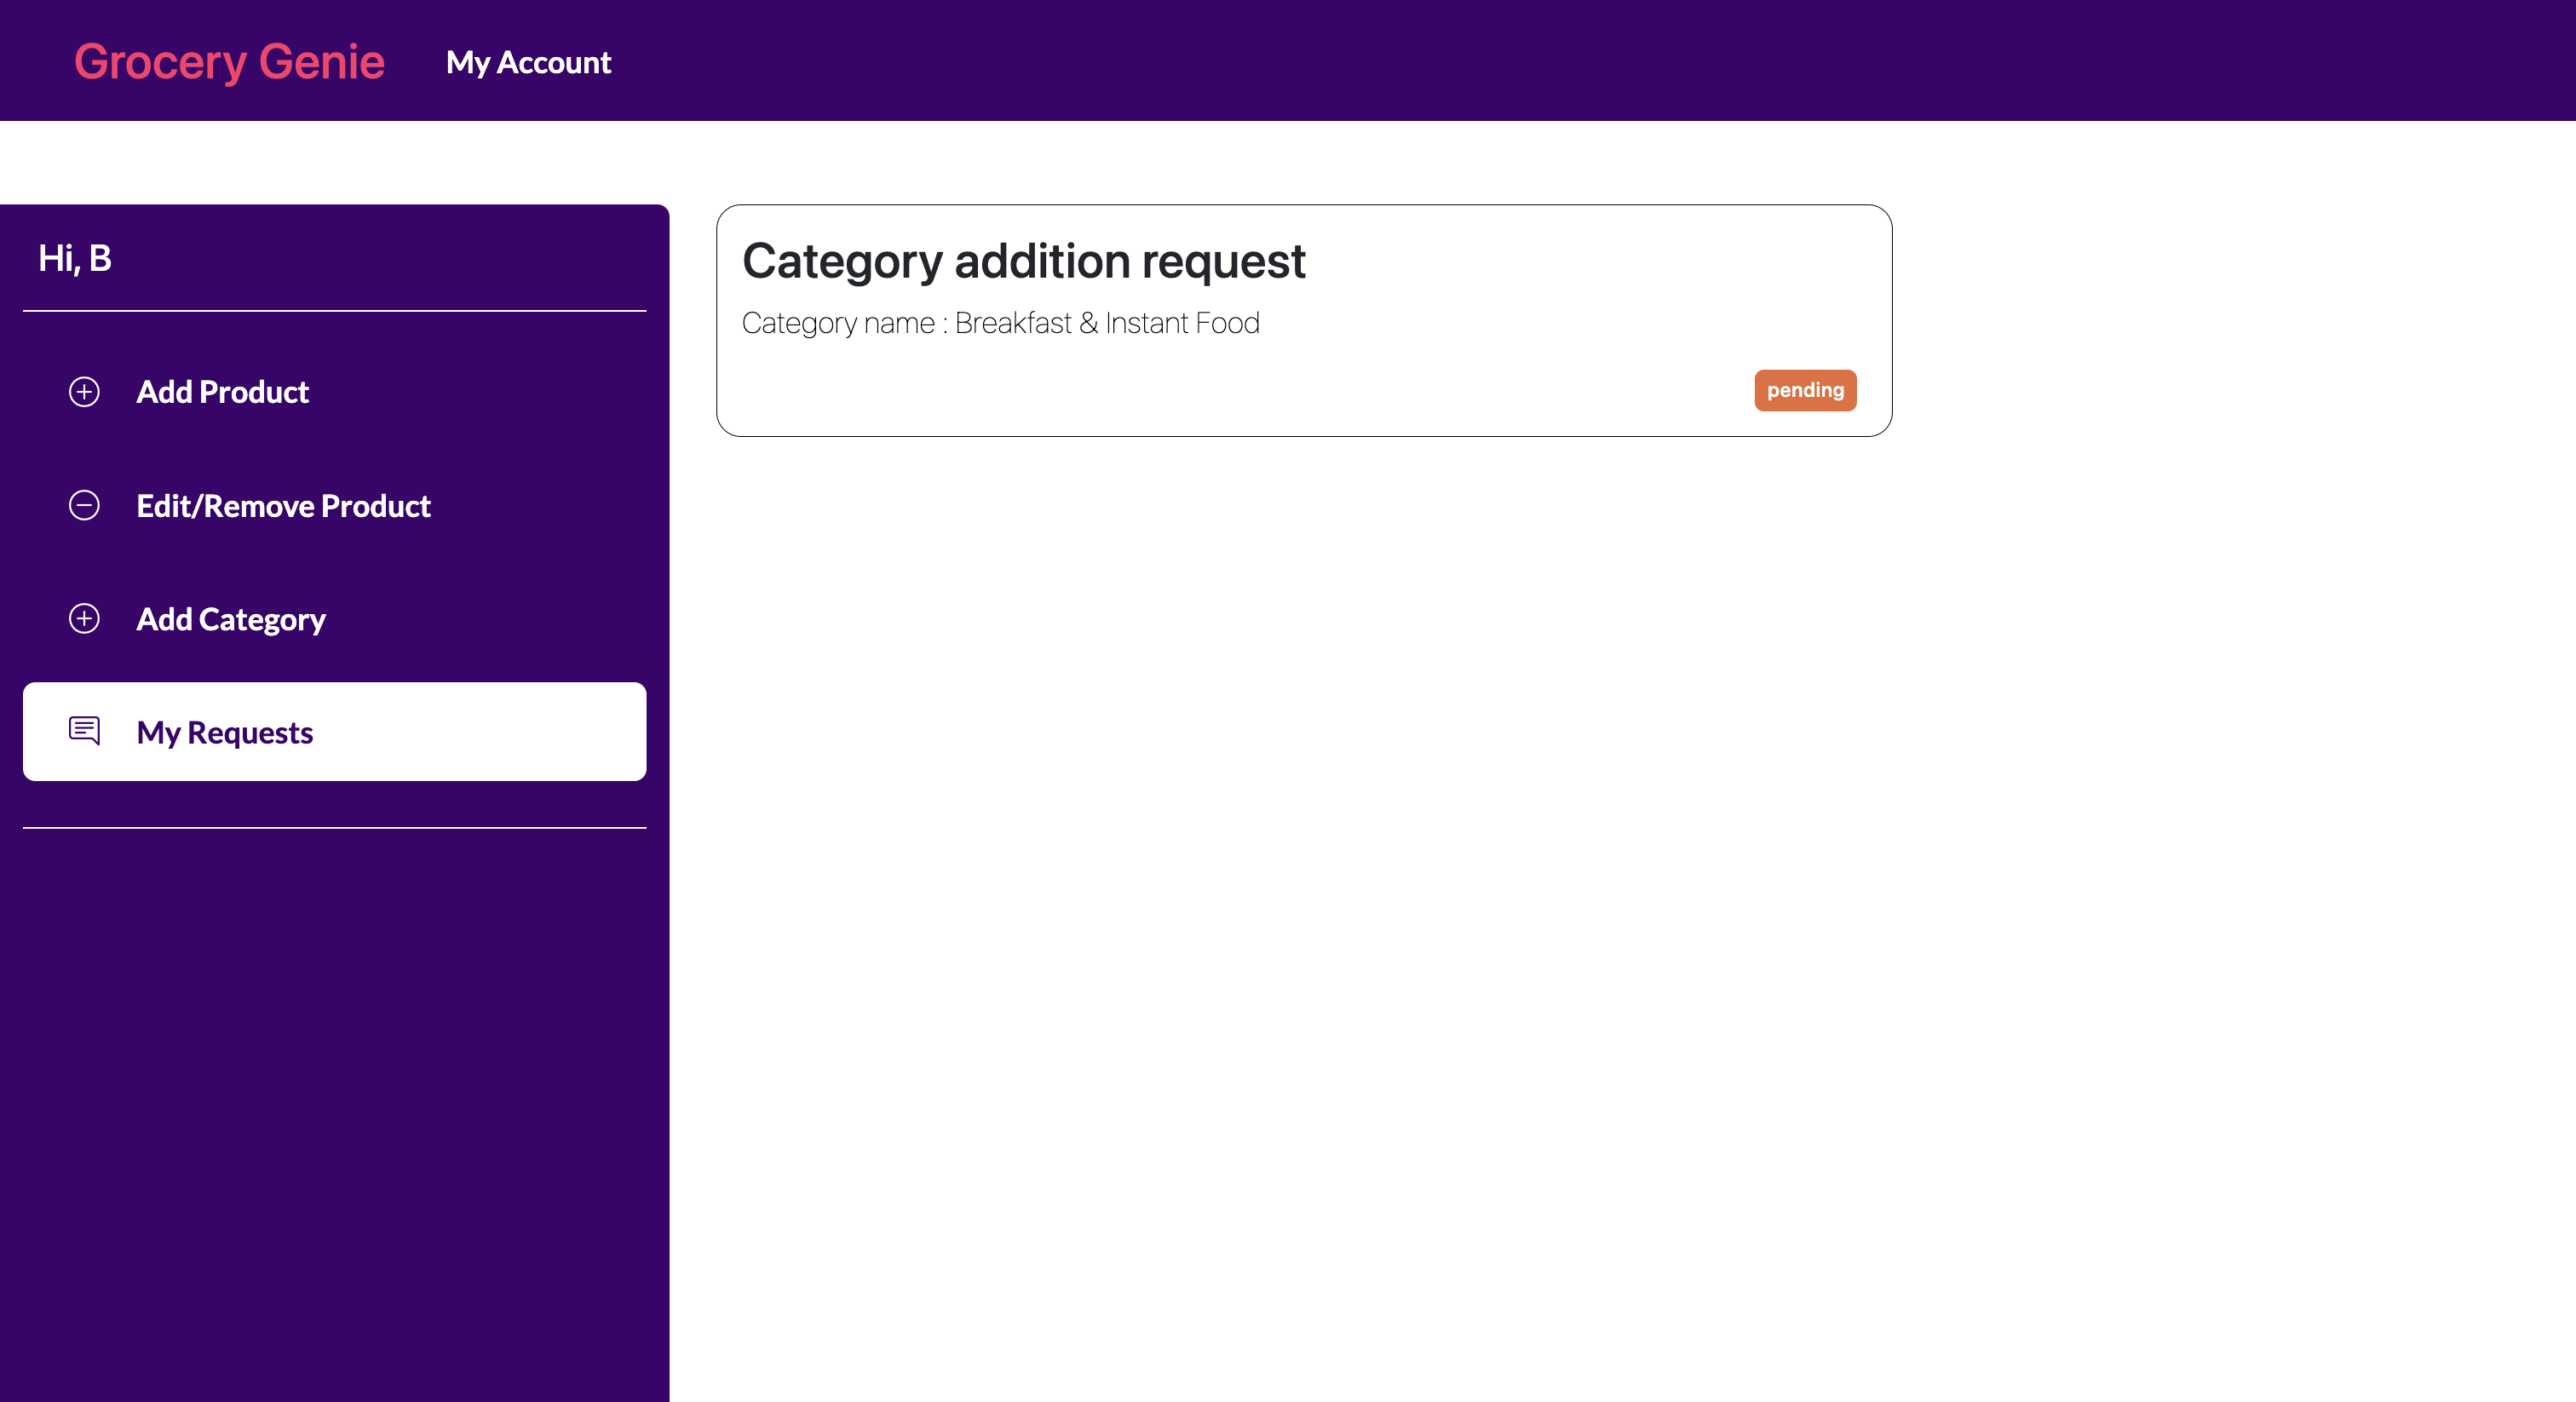 Grocery Genie
My Account
Hi, B
Add Product
Edit/Remove Product
Add Category
My Requests
Category addition request
Category name : Breakfast & Instant Food
pending